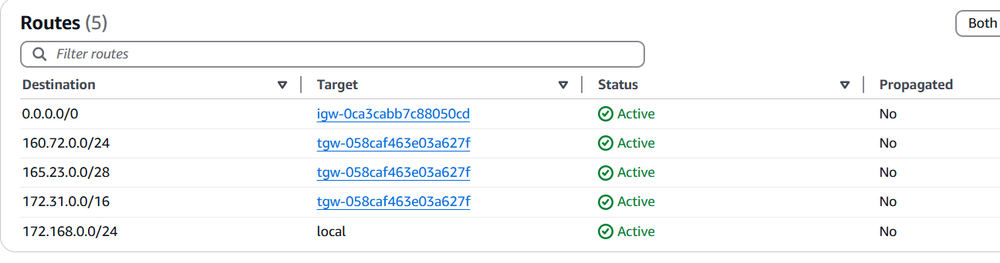 Routes (5)
Both
Filter routes
Destination Target Status Propagated
0.0.0.0/0 igw-0ca3cabb7c88050cd Active No
160.72.0.0/24 tgw-058caf463e03a627f Active No
165.23.0.0/28 tgw-058caf463e03a627f Active No
172.31.0.0/16 tgw-058caf463e03a627f Active No
172.168.0.0/24 local Active No